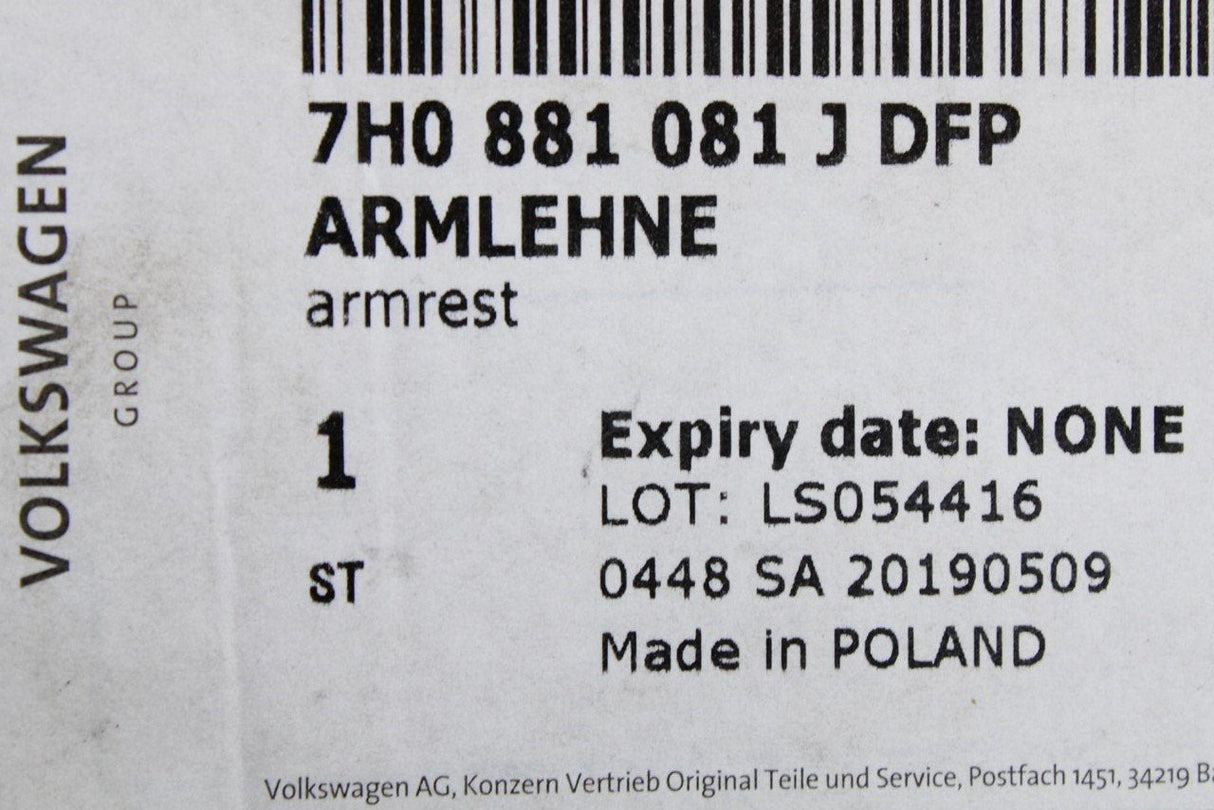 VOLKSWAGEN
GROUP
7H0 881 081 J DFP
ARMLEHNE
armrest
1
ST
Expiry date: NONE
LOT: LS054416
0448 SA 20190509
Made in POLAND
Volkswagen AG, Konzern Vertrieb Original Teile und Service, Postfach 1451, 34219